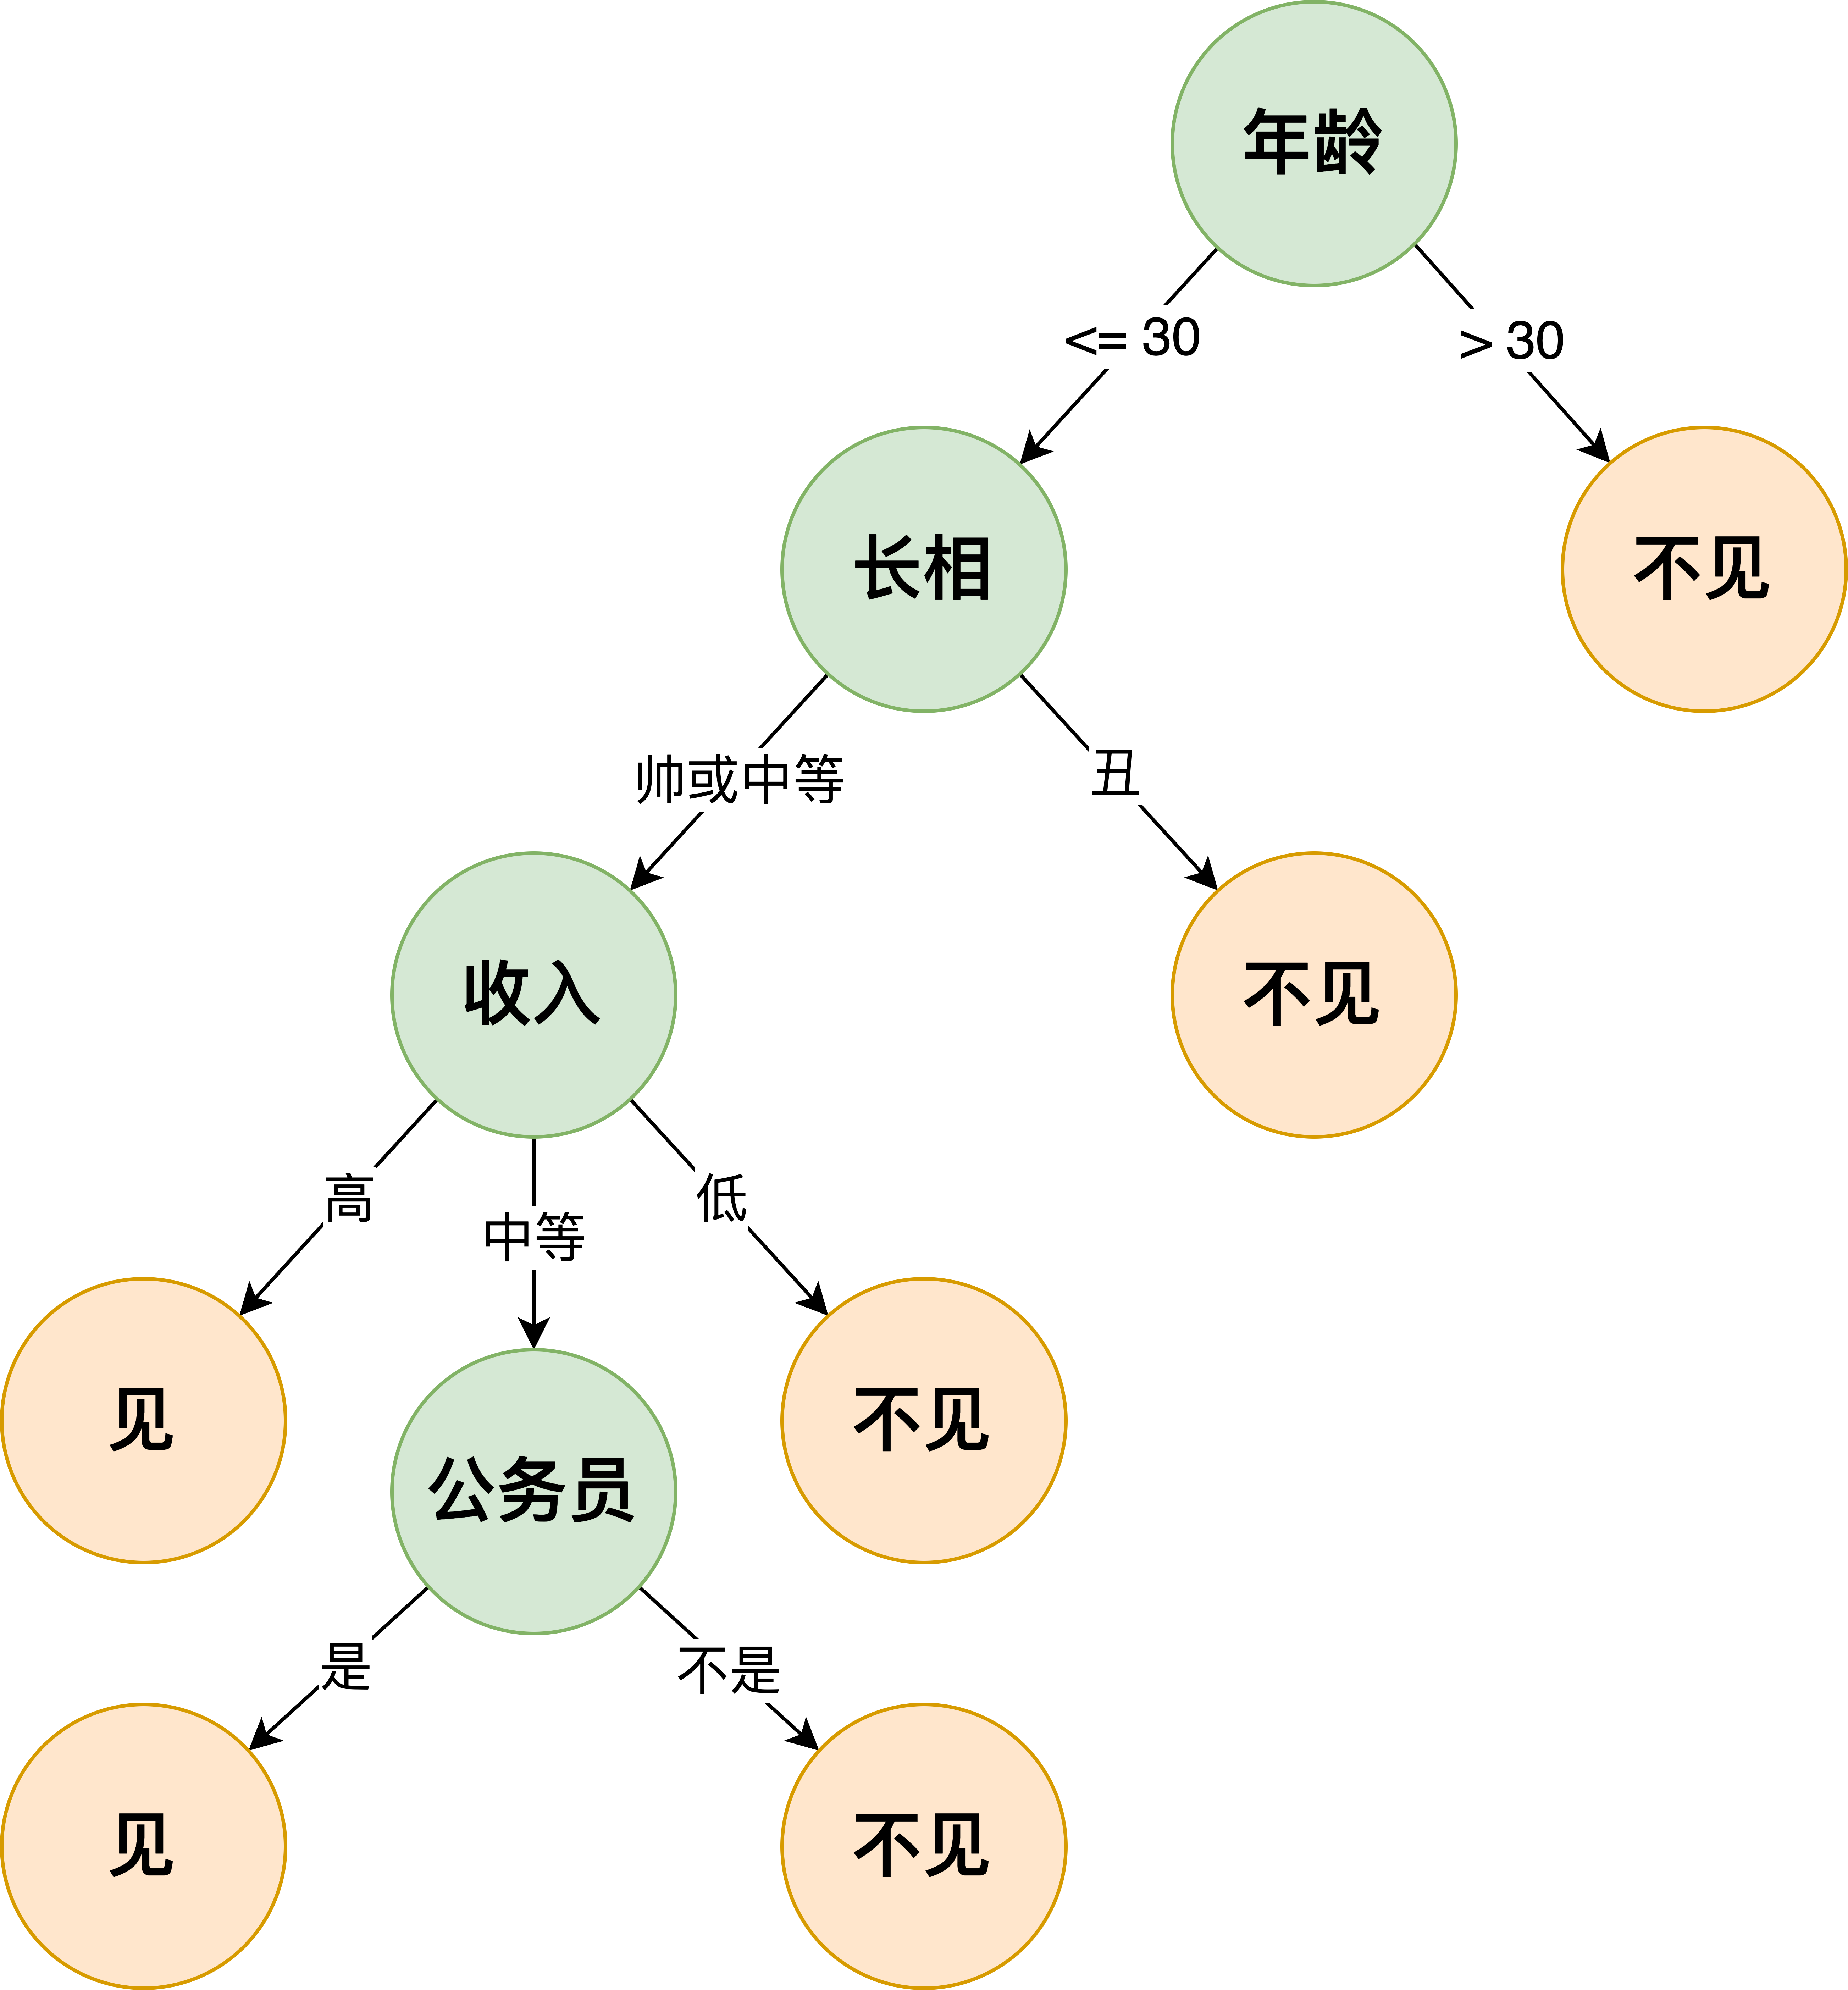 年龄
<= 30
> 30
长相
不见
帅或中等
丑
收入
不见
高
中等
低
见
公务员
不见
是
不是
见
不见